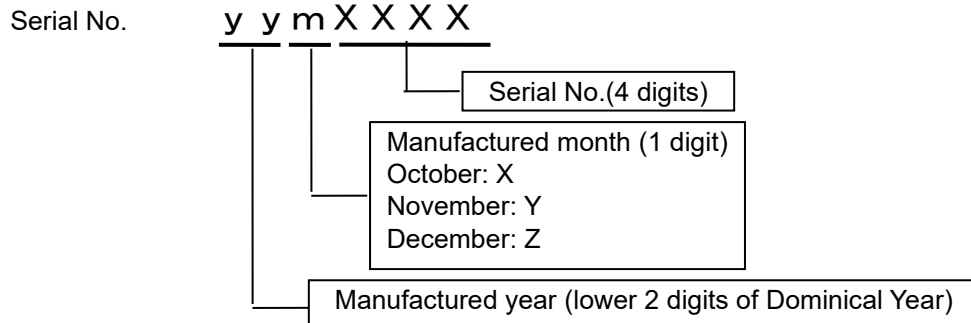 Serial No. y y m X X X X
Serial No.(4 digits)
Manufactured month (1 digit)
October: X
November: Y
December: Z
Manufactured year (lower 2 digits of Dominical Year)